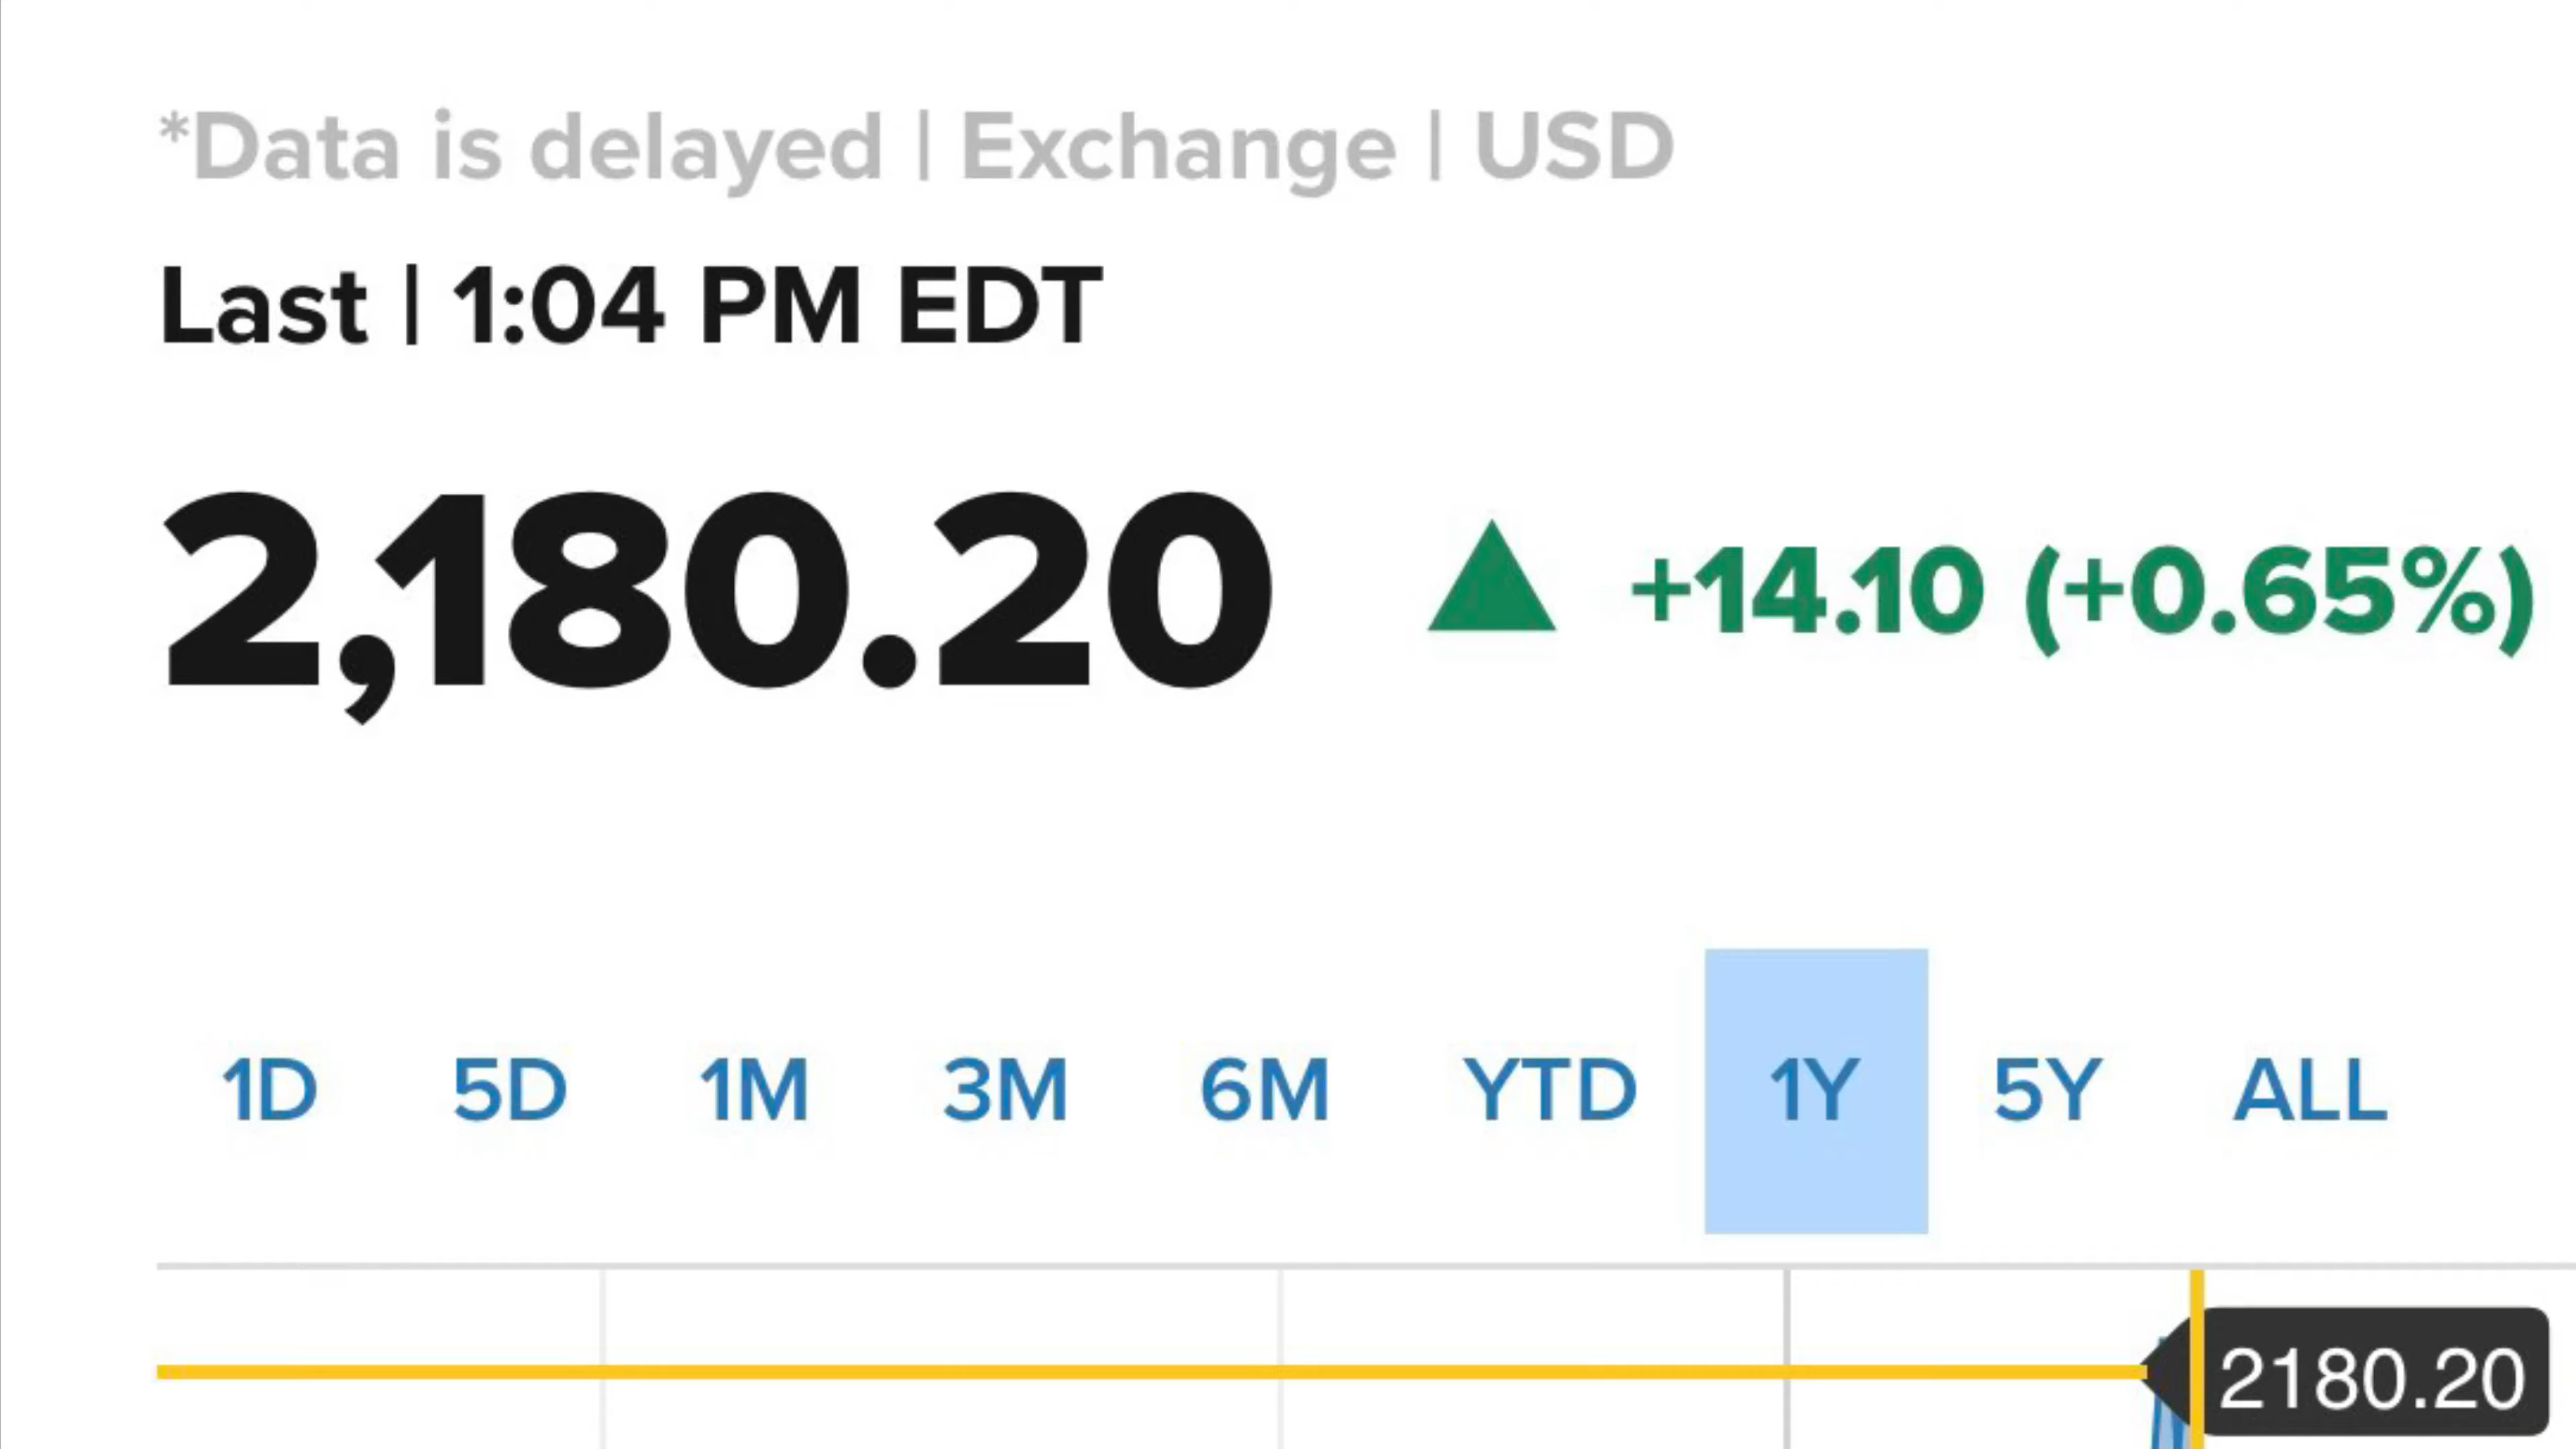 *Data is delayed | Exchange | USD
Last | 1:04 PM EDT
2,180.20 ▲ +14.10 (+0.65%)
1D 5D 1M 3M 6M YTD 1Y 5Y ALL
2180.20